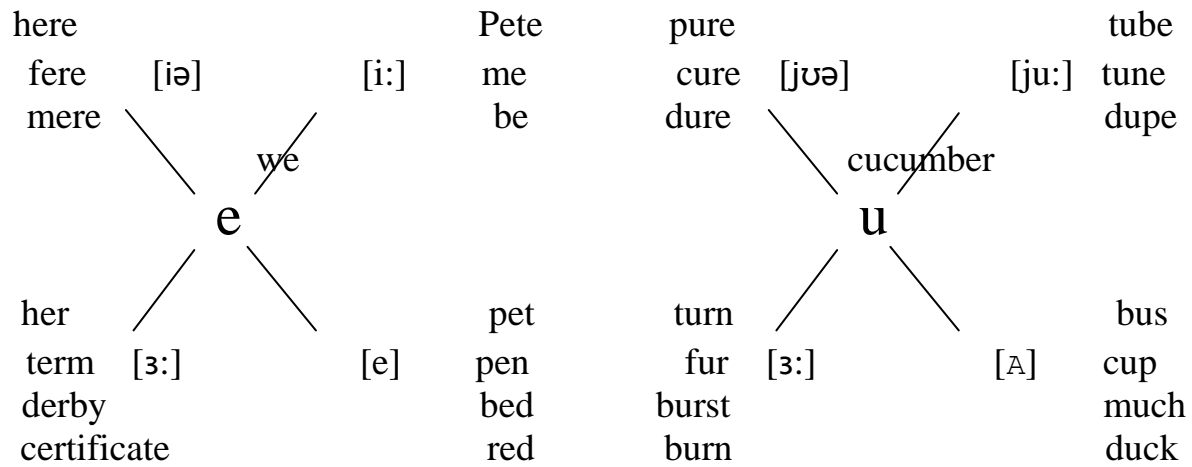 here Pete pure tube
fere [iə] [i:] me cure [jʊə] [ju:] tune
mere be dure dupe
we cucumber
e u
her pet turn bus
term [ɜ:] [e] pen fur [ɜ:] [ᴀ] cup
derby bed burst much
certificate red burn duck